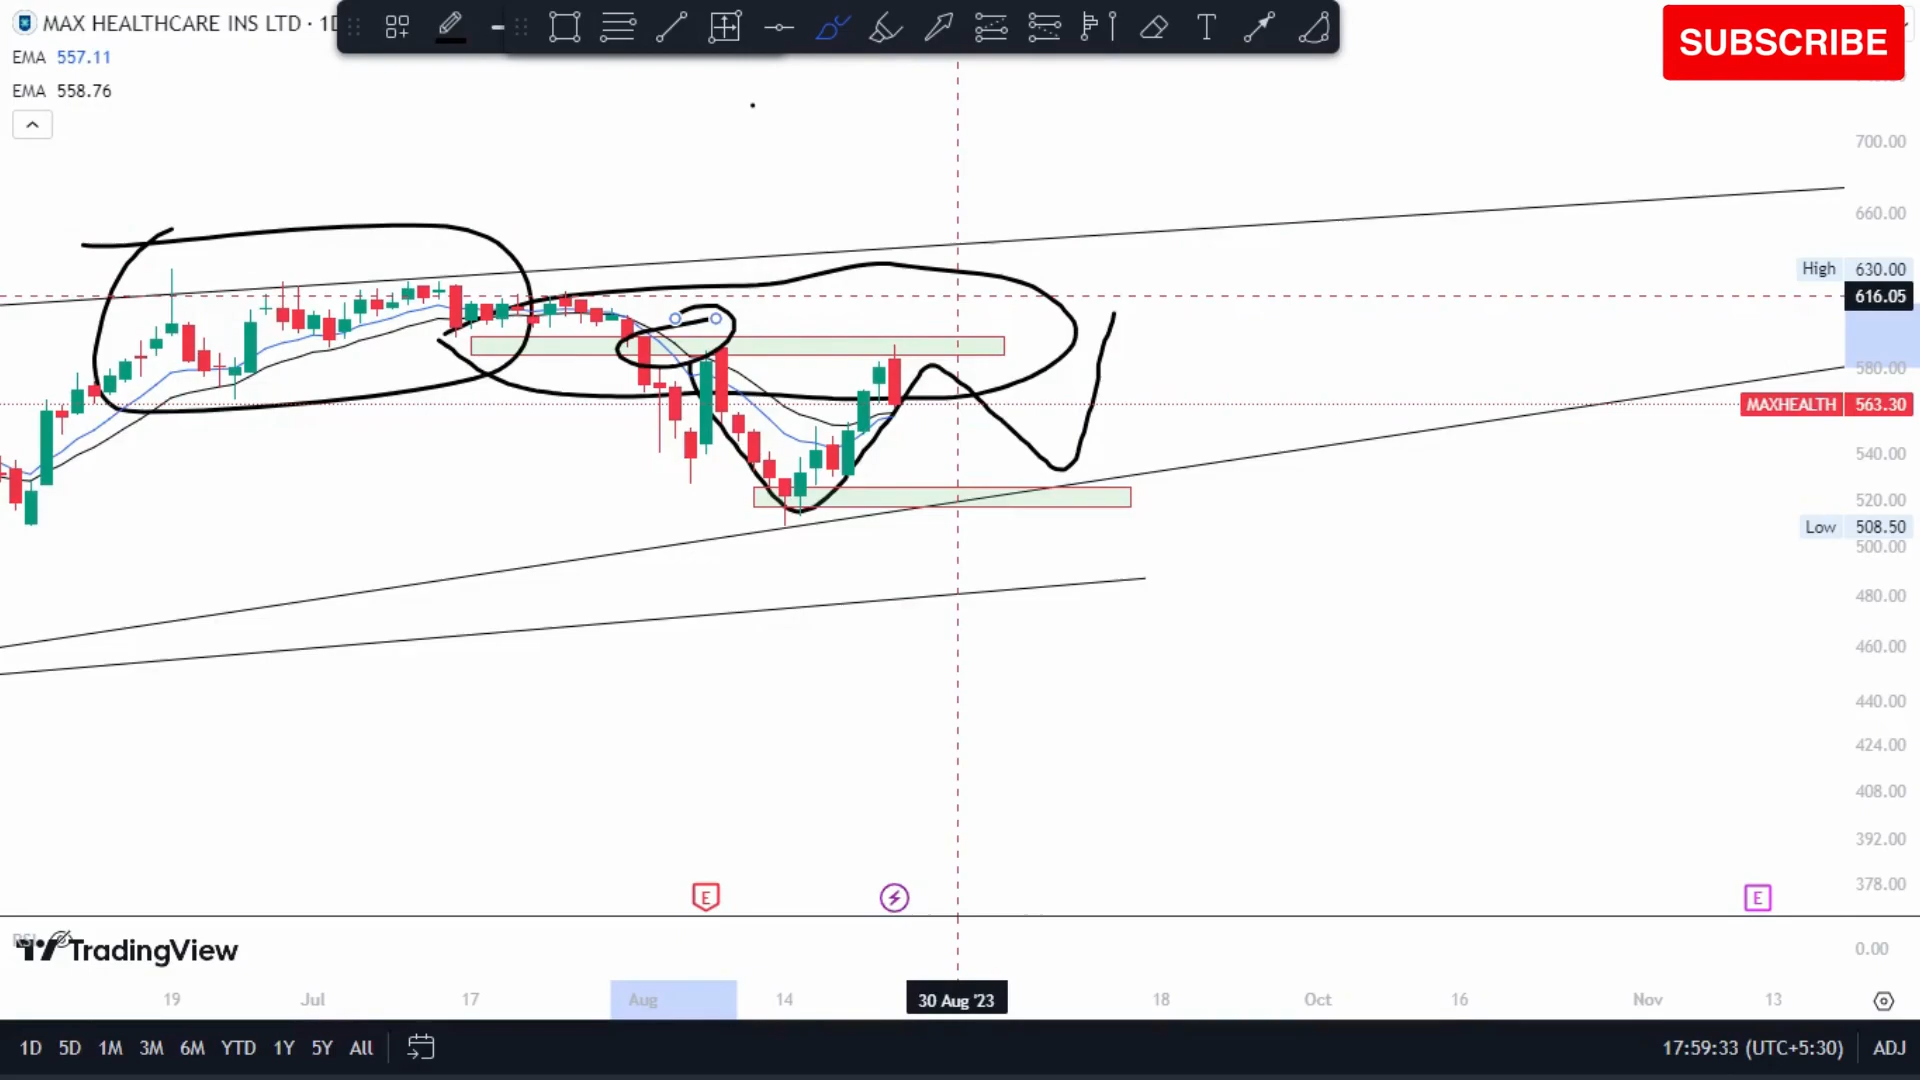 MAX HEALTHCARE INS LTD · 1D
SUBSCRIBE
EMA 557.11
EMA 558.76
700.00
660.00
High 630.00
616.05
580.00
MAXHEALTH 563.30
540.00
520.00
Low 508.50
500.00
480.00
460.00
440.00
424.00
408.00
392.00
378.00
E
E
RSI
TradingView
0.00
19 Jul 17 Aug 14 30 Aug '23 18 Oct 16 Nov 13
1D 5D 1M 3M 6M YTD 1Y 5Y All
17:59:33 (UTC+5:30) ADJ